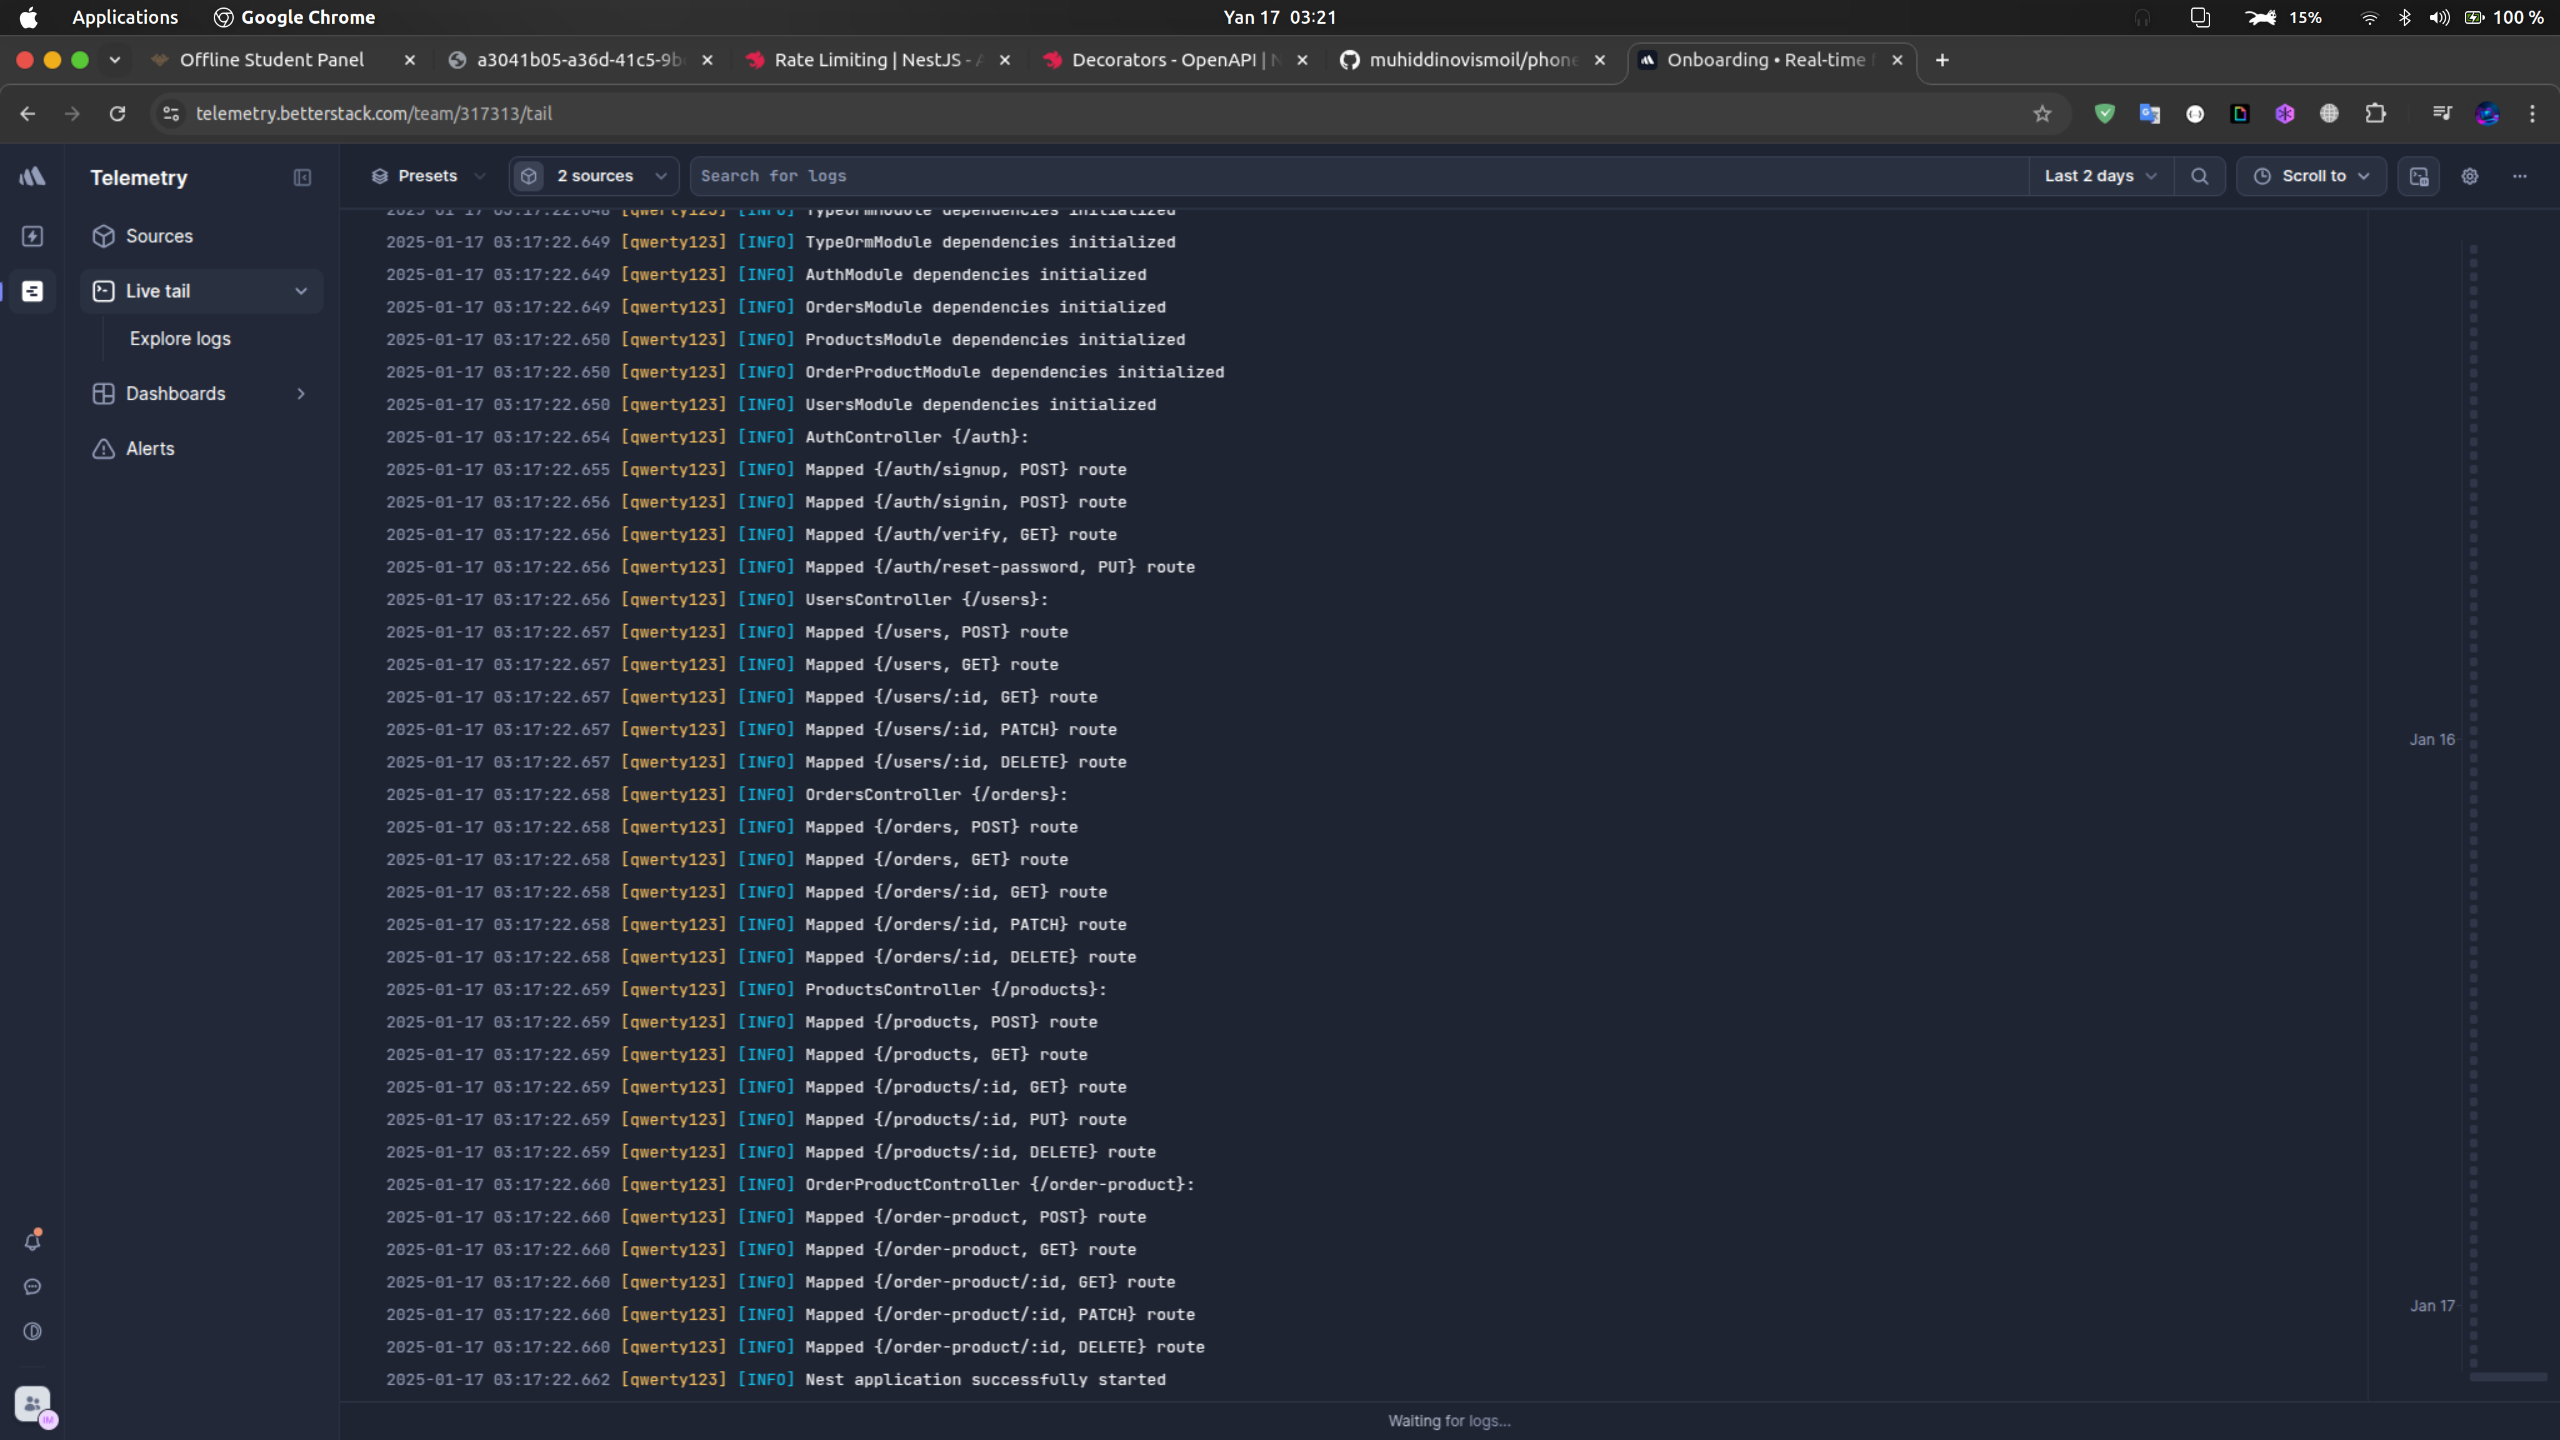 Applications
Google Chrome
Yan 17 03:21
15%
100 %
Offline Student Panel
a3041b05-a36d-41c5-9b
Rate Limiting | NestJS -
Decorators - OpenAPI |
muhiddinovismoil/phone
Onboarding • Real-time
telemetry.betterstack.com/team/317313/tail
Telemetry
Presets
2 sources
Search for logs
Last 2 days
Scroll to
Sources
Live tail
Explore logs
Dashboards
Alerts
2025-01-17 03:17:22.648 [qwerty123] [INFO] TypeOrmModule dependencies initialized
2025-01-17 03:17:22.649 [qwerty123] [INFO] TypeOrmModule dependencies initialized
2025-01-17 03:17:22.649 [qwerty123] [INFO] AuthModule dependencies initialized
2025-01-17 03:17:22.649 [qwerty123] [INFO] OrdersModule dependencies initialized
2025-01-17 03:17:22.650 [qwerty123] [INFO] ProductsModule dependencies initialized
2025-01-17 03:17:22.650 [qwerty123] [INFO] OrderProductModule dependencies initialized
2025-01-17 03:17:22.650 [qwerty123] [INFO] UsersModule dependencies initialized
2025-01-17 03:17:22.654 [qwerty123] [INFO] AuthController {/auth}:
2025-01-17 03:17:22.655 [qwerty123] [INFO] Mapped {/auth/signup, POST} route
2025-01-17 03:17:22.656 [qwerty123] [INFO] Mapped {/auth/signin, POST} route
2025-01-17 03:17:22.656 [qwerty123] [INFO] Mapped {/auth/verify, GET} route
2025-01-17 03:17:22.656 [qwerty123] [INFO] Mapped {/auth/reset-password, PUT} route
2025-01-17 03:17:22.656 [qwerty123] [INFO] UsersController {/users}:
2025-01-17 03:17:22.657 [qwerty123] [INFO] Mapped {/users, POST} route
2025-01-17 03:17:22.657 [qwerty123] [INFO] Mapped {/users, GET} route
2025-01-17 03:17:22.657 [qwerty123] [INFO] Mapped {/users/:id, GET} route
2025-01-17 03:17:22.657 [qwerty123] [INFO] Mapped {/users/:id, PATCH} route
2025-01-17 03:17:22.657 [qwerty123] [INFO] Mapped {/users/:id, DELETE} route
2025-01-17 03:17:22.658 [qwerty123] [INFO] OrdersController {/orders}:
2025-01-17 03:17:22.658 [qwerty123] [INFO] Mapped {/orders, POST} route
2025-01-17 03:17:22.658 [qwerty123] [INFO] Mapped {/orders, GET} route
2025-01-17 03:17:22.658 [qwerty123] [INFO] Mapped {/orders/:id, GET} route
2025-01-17 03:17:22.658 [qwerty123] [INFO] Mapped {/orders/:id, PATCH} route
2025-01-17 03:17:22.658 [qwerty123] [INFO] Mapped {/orders/:id, DELETE} route
2025-01-17 03:17:22.659 [qwerty123] [INFO] ProductsController {/products}:
2025-01-17 03:17:22.659 [qwerty123] [INFO] Mapped {/products, POST} route
2025-01-17 03:17:22.659 [qwerty123] [INFO] Mapped {/products, GET} route
2025-01-17 03:17:22.659 [qwerty123] [INFO] Mapped {/products/:id, GET} route
2025-01-17 03:17:22.659 [qwerty123] [INFO] Mapped {/products/:id, PUT} route
2025-01-17 03:17:22.659 [qwerty123] [INFO] Mapped {/products/:id, DELETE} route
2025-01-17 03:17:22.660 [qwerty123] [INFO] OrderProductController {/order-product}:
2025-01-17 03:17:22.660 [qwerty123] [INFO] Mapped {/order-product, POST} route
2025-01-17 03:17:22.660 [qwerty123] [INFO] Mapped {/order-product, GET} route
2025-01-17 03:17:22.660 [qwerty123] [INFO] Mapped {/order-product/:id, GET} route
2025-01-17 03:17:22.660 [qwerty123] [INFO] Mapped {/order-product/:id, PATCH} route
2025-01-17 03:17:22.660 [qwerty123] [INFO] Mapped {/order-product/:id, DELETE} route
2025-01-17 03:17:22.662 [qwerty123] [INFO] Nest application successfully started
Jan 16
Jan 17
IM
Waiting for logs...